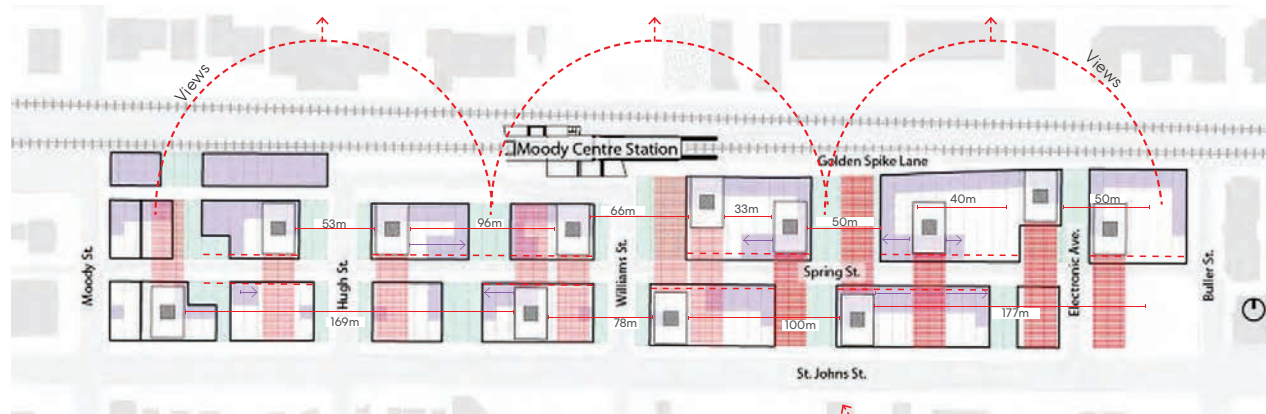 Views
Views
Moody Centre Station
Golden Spike Lane
66m
33m
40m
50m
53m
96m
50m
Moody St.
Hugh St.
Williams St.
Spring St.
Electronic Ave.
Buller St.
169m
78m
100m
177m
St. Johns St.